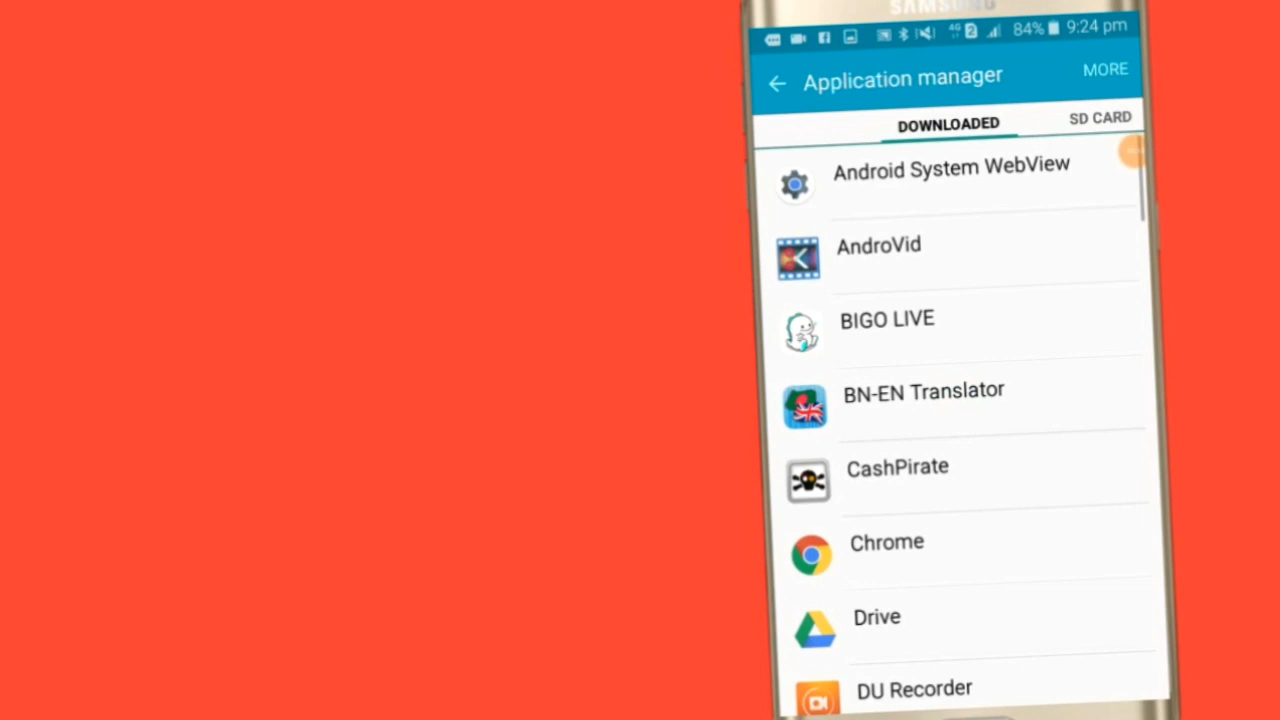 SAMSUNG
84% 9:24 pm
Application manager MORE
DOWNLOADED SD CARD
Android System WebView
AndroVid
BIGO LIVE
BN-EN Translator
CashPirate
Chrome
Drive
DU Recorder